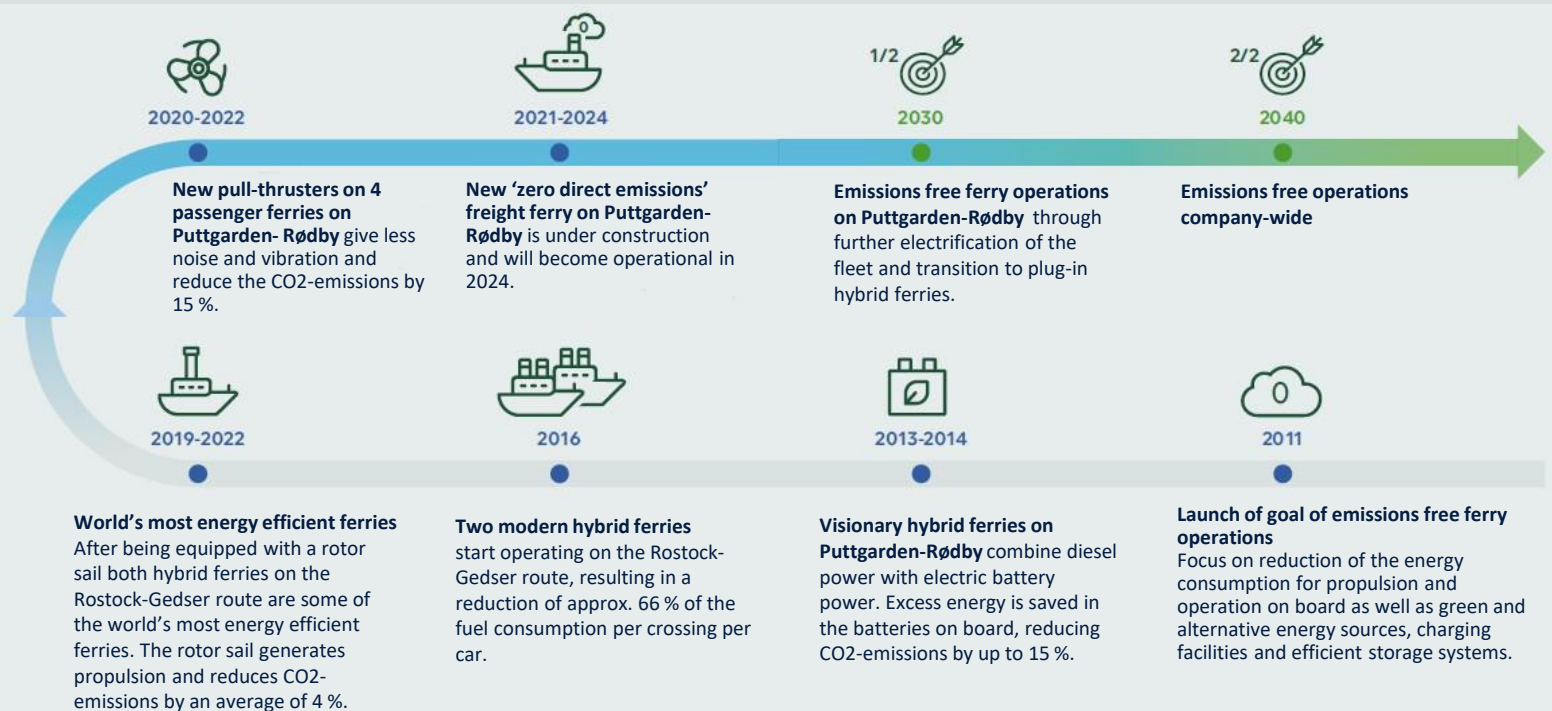 1/2
2/2
0
2020-2022
2021-2024
2030
2040
New pull-thrusters on 4
passenger ferries on
Puttgarden- Rødby give less
noise and vibration and
reduce the CO2-emissions by
15 %.
New ‘zero direct emissions’
freight ferry on Puttgarden-
Rødby is under construction
and will become operational in
2024.
Emissions free ferry operations
on Puttgarden-Rødby through
further electrification of the
fleet and transition to plug-in
hybrid ferries.
Emissions free operations
company-wide
0
2019-2022
2016
2013-2014
2011
World’s most energy efficient ferries
After being equipped with a rotor
sail both hybrid ferries on the
Rostock-Gedser route are some of
the world’s most energy efficient
ferries. The rotor sail generates
propulsion and reduces CO2-
emissions by an average of 4 %.
Two modern hybrid ferries
start operating on the Rostock-
Gedser route, resulting in a
reduction of approx. 66 % of the
fuel consumption per crossing per
car.
Visionary hybrid ferries on
Puttgarden-Rødby combine diesel
power with electric battery
power. Excess energy is saved in
the batteries on board, reducing
CO2-emissions by up to 15 %.
Launch of goal of emissions free ferry
operations
Focus on reduction of the energy
consumption for propulsion and
operation on board as well as green and
alternative energy sources, charging
facilities and efficient storage systems.